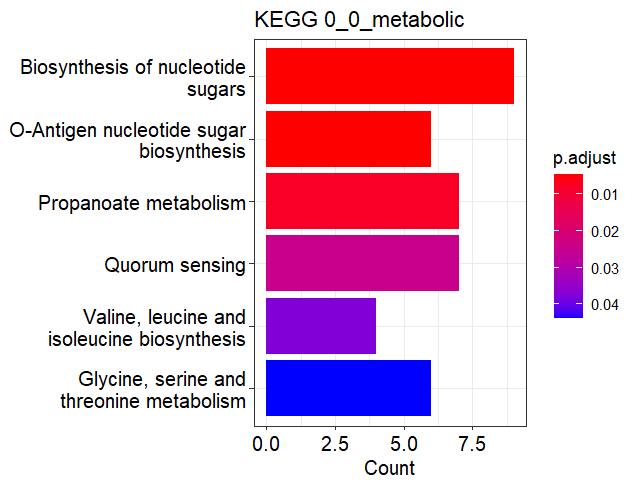 KEGG 0_0_metabolic
Biosynthesis of nucleotide
sugars
O-Antigen nucleotide sugar
biosynthesis
Propanoate metabolism
Quorum sensing
Valine, leucine and
isoleucine biosynthesis
Glycine, serine and
threonine metabolism
0.0 2.5 5.0 7.5
Count
p.adjust
0.01
0.02
0.03
0.04